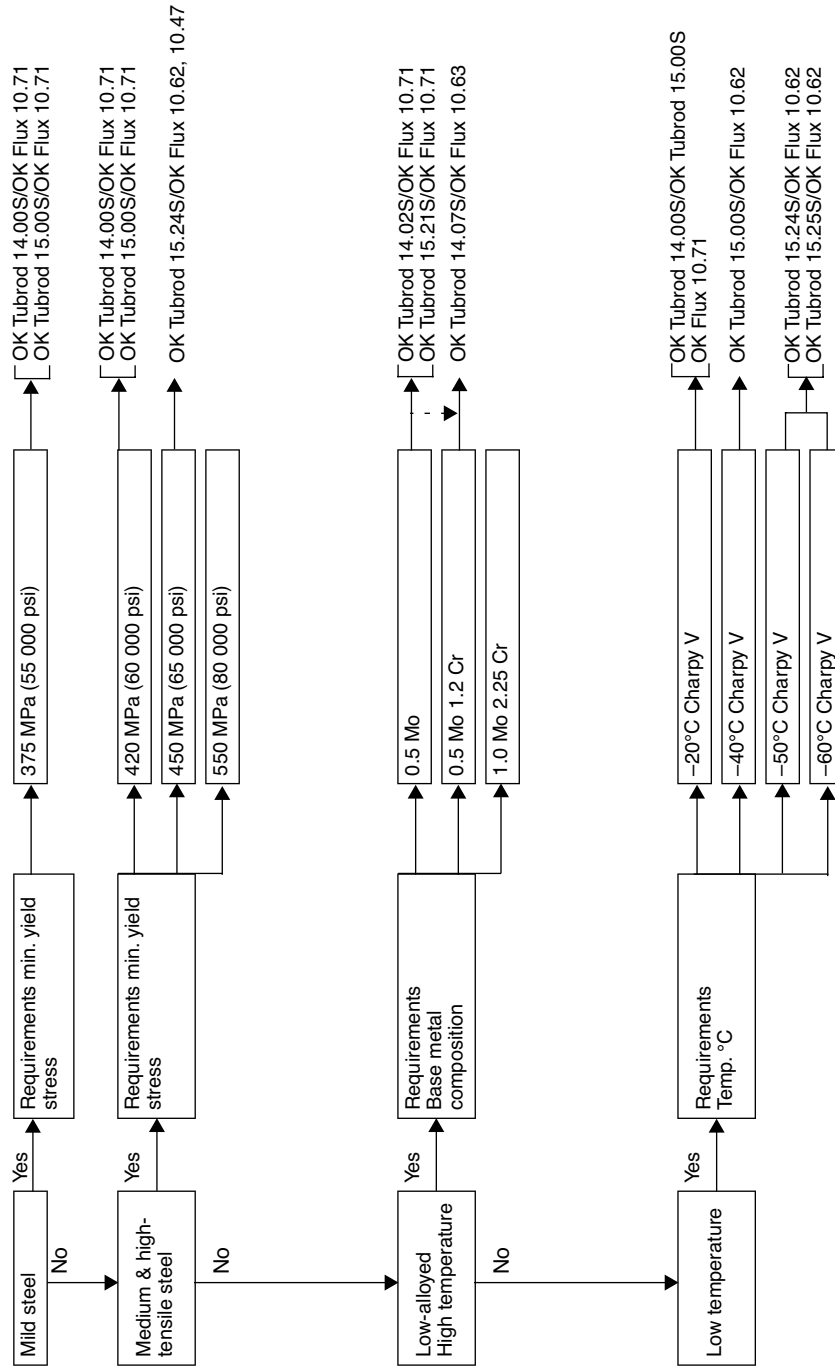 Mild steel
Yes
Requirements min. yield
stress
375 MPa (55 000 psi)
OK Tubrod 14.00S/OK Flux 10.71
OK Tubrod 15.00S/OK Flux 10.71
No
Medium & high-
tensile steel
Yes
Requirements min. yield
stress
420 MPa (60 000 psi)
450 MPa (65 000 psi)
550 MPa (80 000 psi)
OK Tubrod 14.00S/OK Flux 10.71
OK Tubrod 15.00S/OK Flux 10.71
OK Tubrod 15.24S/OK Flux 10.62, 10.47
No
Low-alloyed
High temperature
Yes
Requirements
Base metal
composition
0.5 Mo
0.5 Mo 1.2 Cr
1.0 Mo 2.25 Cr
OK Tubrod 14.02S/OK Flux 10.71
OK Tubrod 15.21S/OK Flux 10.71
OK Tubrod 14.07S/OK Flux 10.63
No
Low temperature
Yes
Requirements
Temp. °C
–20°C Charpy V
–40°C Charpy V
–50°C Charpy V
–60°C Charpy V
OK Tubrod 14.00S/OK Tubrod 15.00S
OK Flux 10.71
OK Tubrod 15.00S/OK Flux 10.62
OK Tubrod 15.24S/OK Flux 10.62
OK Tubrod 15.25S/OK Flux 10.62